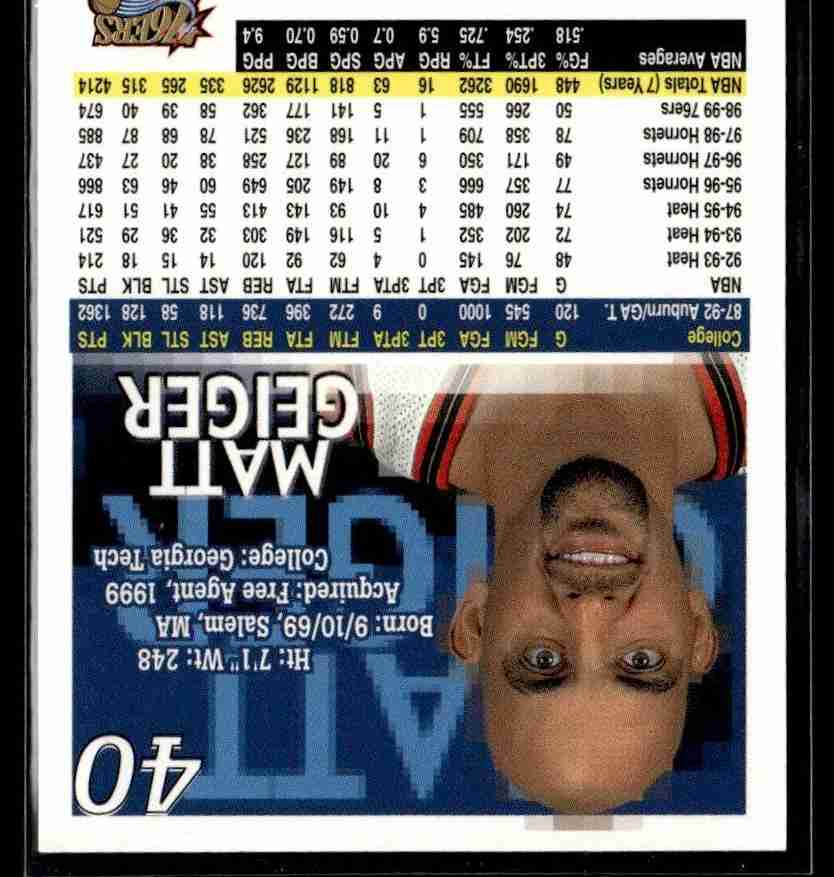 40
Ht: 7'1" Wt: 248
Born: 9/10/69, Salem, MA
Acquired: Free Agent, 1999
College: Georgia Tech
MATT
GEIGER
MATT
GEIGER
College G FGM FGA 3PT 3PTA FTM FTA REB AST STL BLK PTS
87-92 Auburn/GA T. 120 545 1000 0 9 272 396 736 118 58 128 1362
NBA G FGM FGA 3PT 3PTA FTM FTA REB AST STL BLK PTS
92-93 Heat 48 76 145 0 4 62 92 120 14 15 18 214
93-94 Heat 72 202 352 1 5 116 149 303 32 36 29 521
94-95 Heat 74 260 485 4 10 93 143 413 55 41 51 617
95-96 Hornets 77 357 666 3 8 149 205 649 60 46 63 866
96-97 Hornets 49 171 350 6 20 89 127 258 38 20 27 437
97-98 Hornets 78 358 709 1 11 168 236 521 78 68 87 885
98-99 76ers 50 266 555 1 5 141 177 362 58 39 40 674
NBA Totals (7 Years) 448 1690 3262 16 63 818 1129 2626 335 265 315 4214
NBA Averages FG% 3PT% FT% RPG APG SPG BPG PPG
.518 .254 .725 5.9 0.7 0.59 0.70 9.4
76ERS